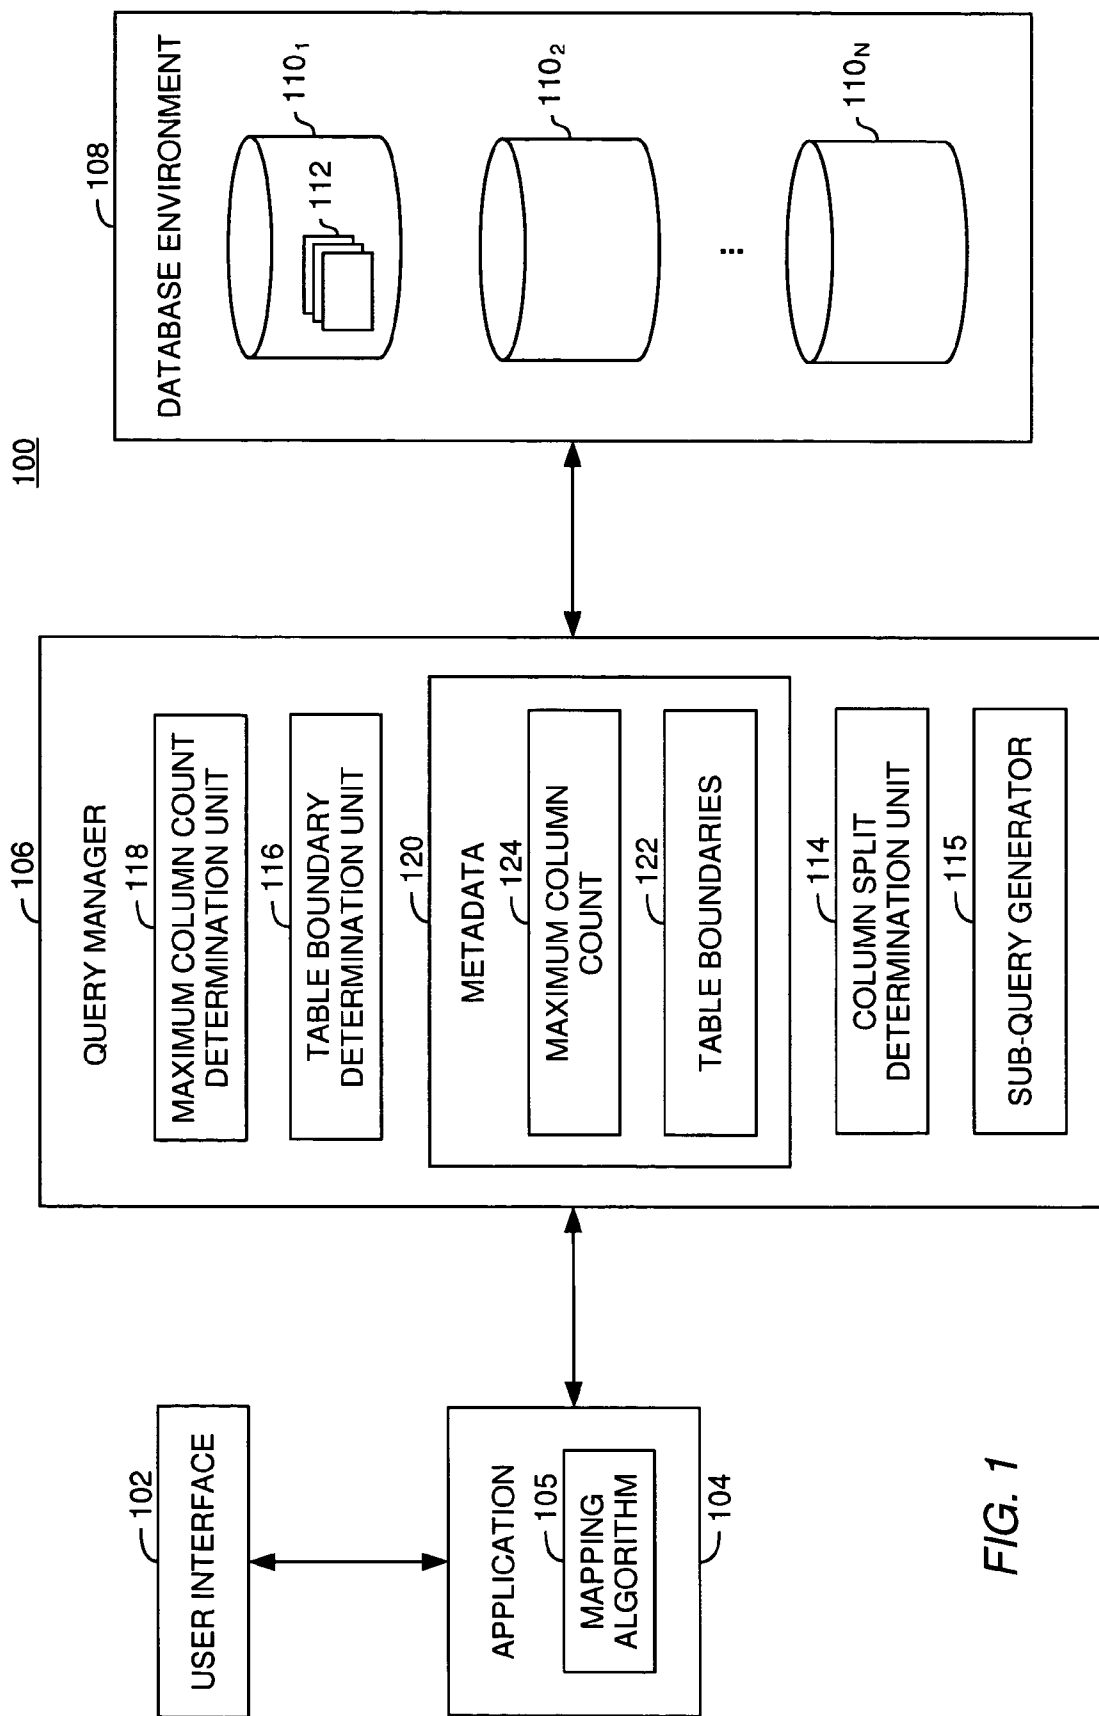 100
102
USER INTERFACE
APPLICATION
105
MAPPING
ALGORITHM
104
106
QUERY MANAGER
118
MAXIMUM COLUMN COUNT
DETERMINATION UNIT
116
TABLE BOUNDARY
DETERMINATION UNIT
120
METADATA
124
MAXIMUM COLUMN
COUNT
122
TABLE BOUNDARIES
114
COLUMN SPLIT
DETERMINATION UNIT
115
SUB-QUERY GENERATOR
108
DATABASE ENVIRONMENT
110₁
112
110₂
...
110N
FIG. 1